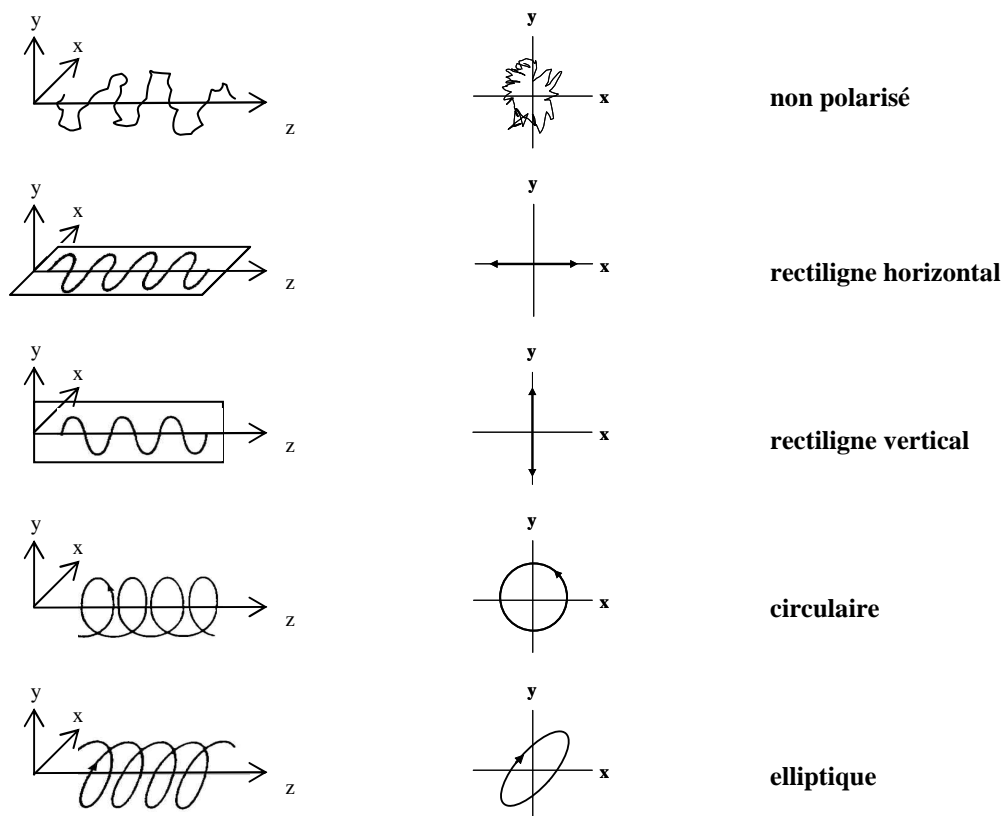 y
x
z
y
x
non polarisé
y
x
z
y
x
rectiligne horizontal
y
x
z
y
x
rectiligne vertical
y
x
z
y
x
circulaire
y
x
z
y
x
elliptique